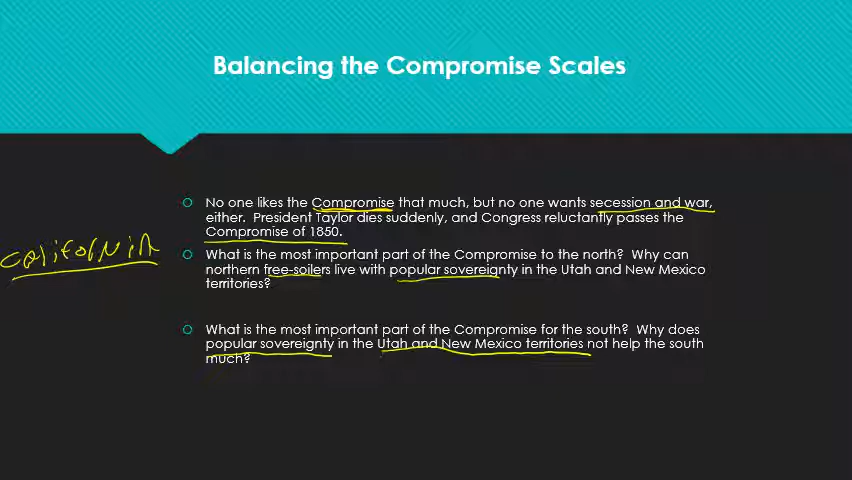 Balancing the Compromise Scales
No one likes the Compromise that much, but no one wants secession and war,
either. President Taylor dies suddenly, and Congress reluctantly passes the
Compromise of 1850.
California
What is the most important part of the Compromise to the north? Why can
northern free-soilers live with popular sovereignty in the Utah and New Mexico
territories?
What is the most important part of the Compromise for the south? Why does
popular sovereignty in the Utah and New Mexico territories not help the south
much?